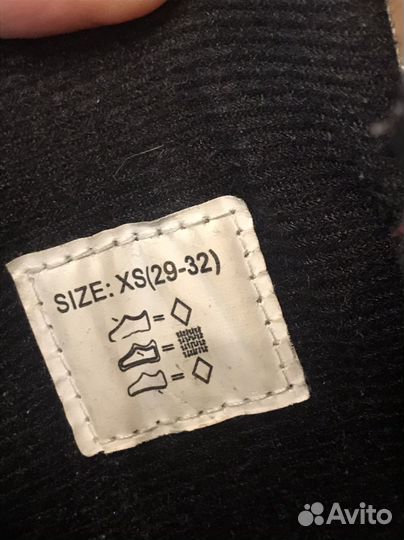 SIZE: XS(29-32)
=
=
=
Avito